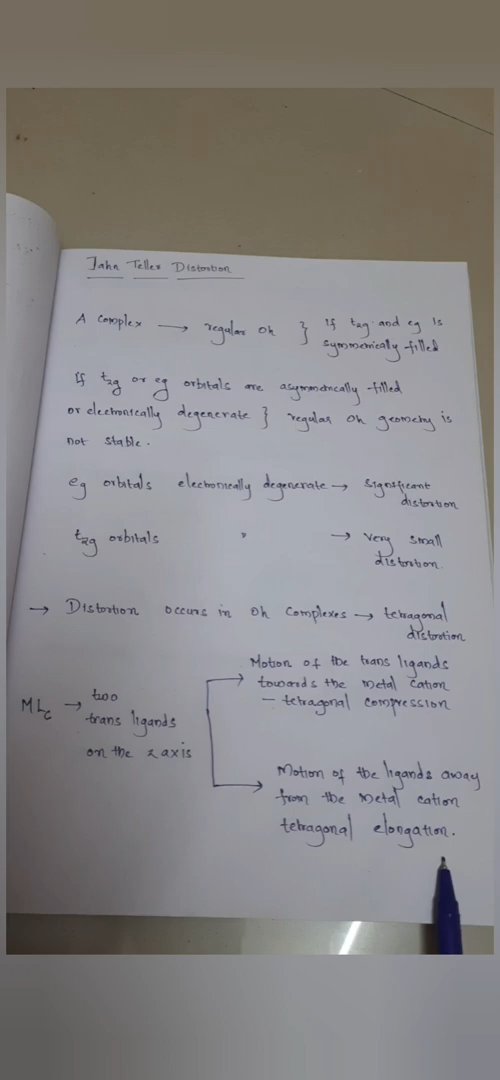 Jahn Teller Distortion
A complex → regular Oh } If t2g and eg is
symmetrically filled
If t2g or eg orbitals are asymmetrically filled
or electronically degenerate } regular Oh geometry is
not stable.
eg orbitals electronically degenerate → significant
distortion
t2g orbitals " → very small
distortion.
→ Distortion occurs in Oh complexes → tetragonal
distortion
ML6 → two
trans ligands
on the z axis
Motion of the trans ligands
towards the metal cation
- tetragonal compression
Motion of the ligands away
from the metal cation
tetragonal elongation.